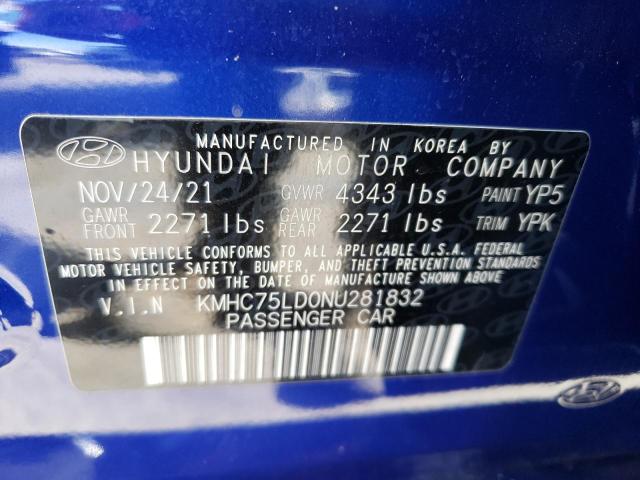 MANUFACTURED IN KOREA BY
HYUNDAI MOTOR COMPANY
NOV/24/21 GVWR 4343 lbs PAINT YP5
GAWR FRONT 2271 lbs GAWR REAR 2271 lbs TRIM YPK
THIS VEHICLE CONFORMS TO ALL APPLICABLE U.S.A. FEDERAL
MOTOR VEHICLE SAFETY, BUMPER, AND THEFT PREVENTION STANDARDS
IN EFFECT ON THE DATE OF MANUFACTURE SHOWN ABOVE.
V.I.N KMHC75LD0NU281832
PASSENGER CAR